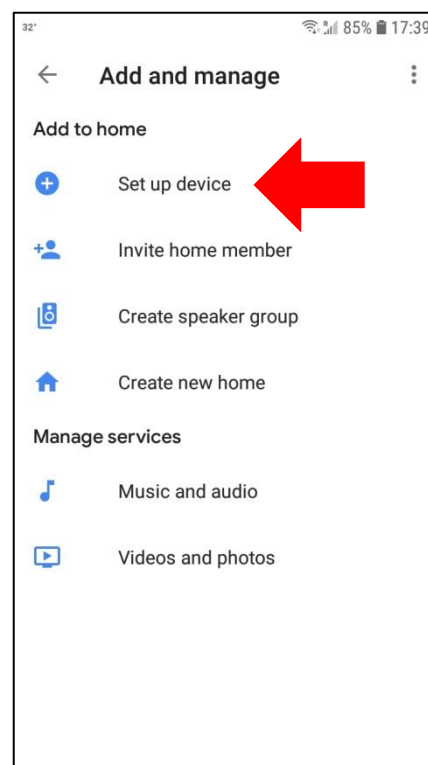 32°
85% 17:39
Add and manage
Add to home
Set up device
Invite home member
Create speaker group
Create new home
Manage services
Music and audio
Videos and photos